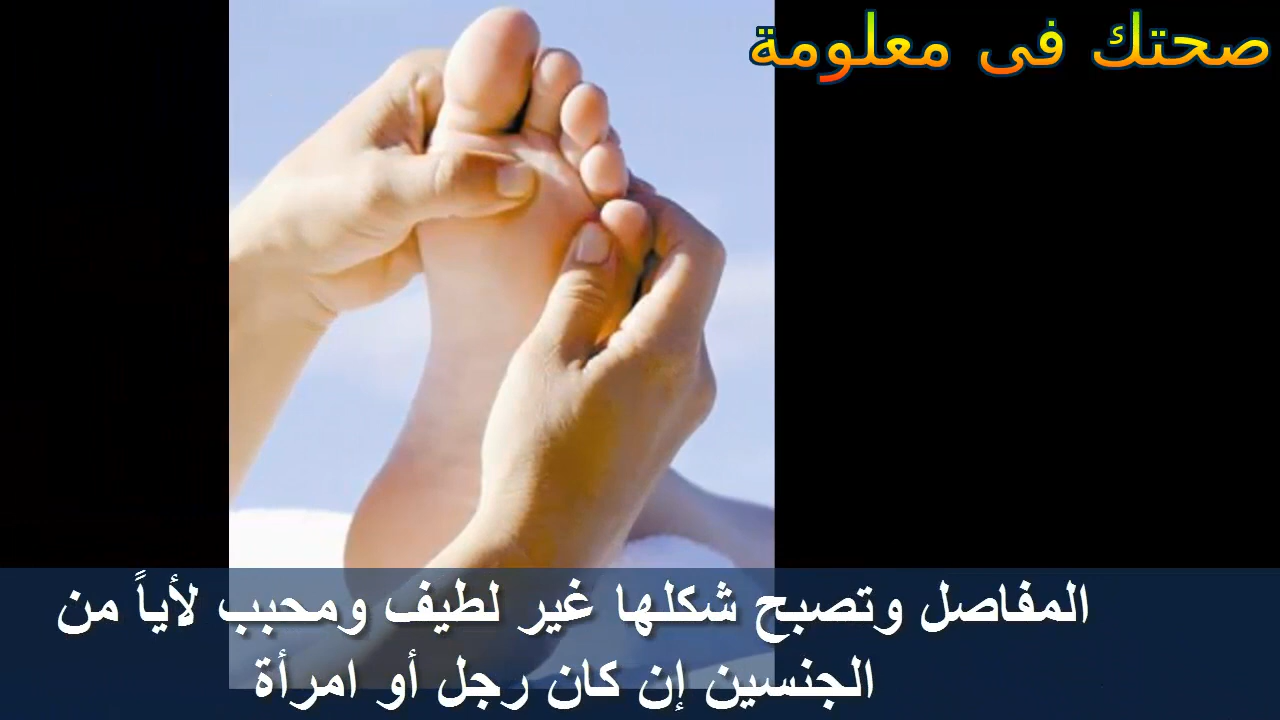 صحتك فى معلومة
المفاصل وتصبح شكلها غير لطيف ومحبب لأياً من
الجنسين إن كان رجل أو امرأة